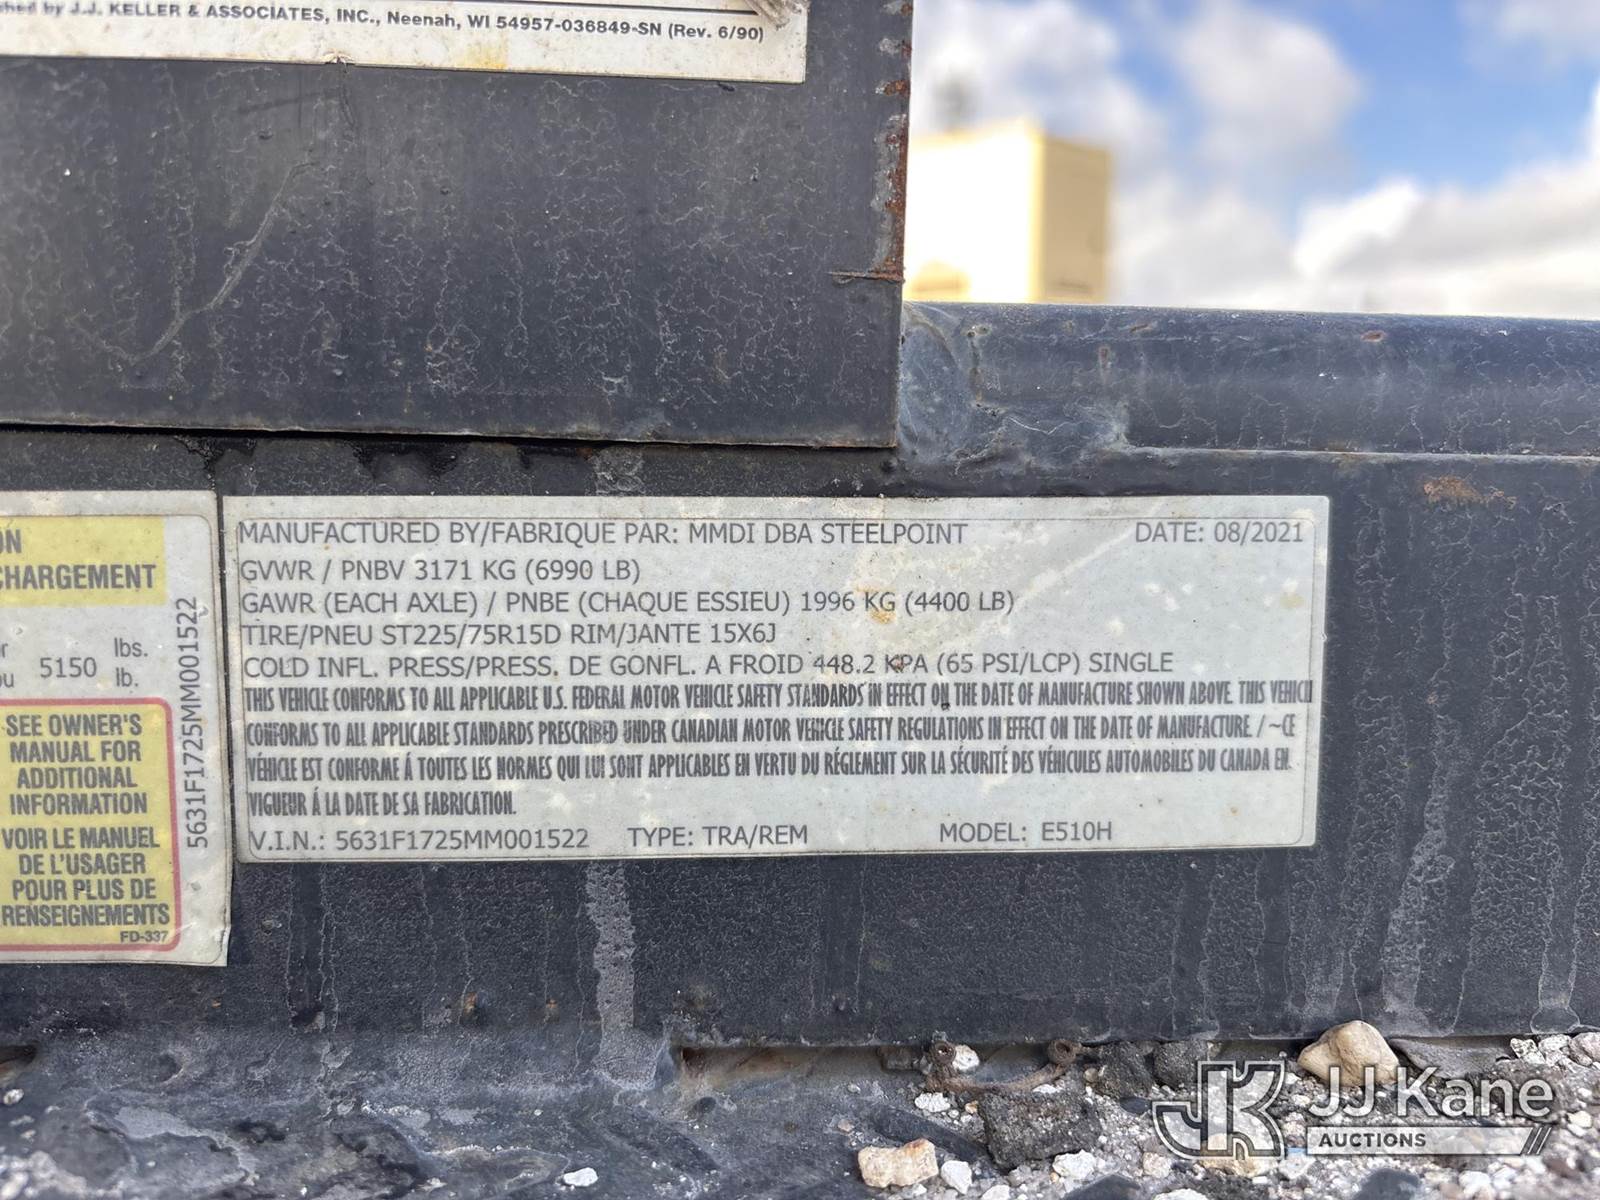 by J.J. KELLER & ASSOCIATES, INC., Neenah, WI 54957-036849-SN (Rev. 6/90)
CHARGEMENT
5150
lbs.
lb.
5631F1725MM001522
SEE OWNER'S
MANUAL FOR
ADDITIONAL
INFORMATION
VOIR LE MANUEL
DE L'USAGER
POUR PLUS DE
RENSEIGNEMENTS
FD-337
MANUFACTURED BY/FABRIQUE PAR: MMDI DBA STEELPOINT DATE: 08/2021
GVWR / PNBV 3171 KG (6990 LB)
GAWR (EACH AXLE) / PNBE (CHAQUE ESSIEU) 1996 KG (4400 LB)
TIRE/PNEU ST225/75R15D RIM/JANTE 15X6J
COLD INFL. PRESS/PRESS. DE GONFL. A FROID 448.2 KPA (65 PSI/LCP) SINGLE
THIS VEHICLE CONFORMS TO ALL APPLICABLE U.S. FEDERAL MOTOR VEHICLE SAFETY STANDARDS IN EFFECT ON THE DATE OF MANUFACTURE SHOWN ABOVE. THIS VEHICL
CONFORMS TO ALL APPLICABLE STANDARDS PRESCRIBED UNDER CANADIAN MOTOR VEHICLE SAFETY REGULATIONS IN EFFECT ON THE DATE OF MANUFACTURE. / ~CE
VÉHICLE EST CONFORME Á TOUTES LES NORMES QUI LUI SONT APPLICABLES EN VERTU DU RÉGLEMENT SUR LA SÉCURITÉ DES VÉHICULES AUTOMOBILES DU CANADA EN.
VIGUEUR Á LA DATE DE SA FABRICATION.
V.I.N.: 5631F1725MM001522 TYPE: TRA/REM MODEL: E510H
JK JJ Kane
AUCTIONS